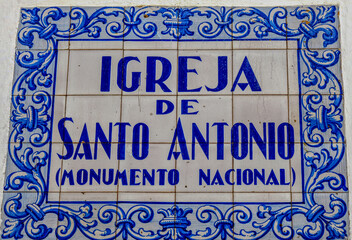 IGREJA
DE
SANTO ANTONIO
(MONUMENTO NACIONAL)